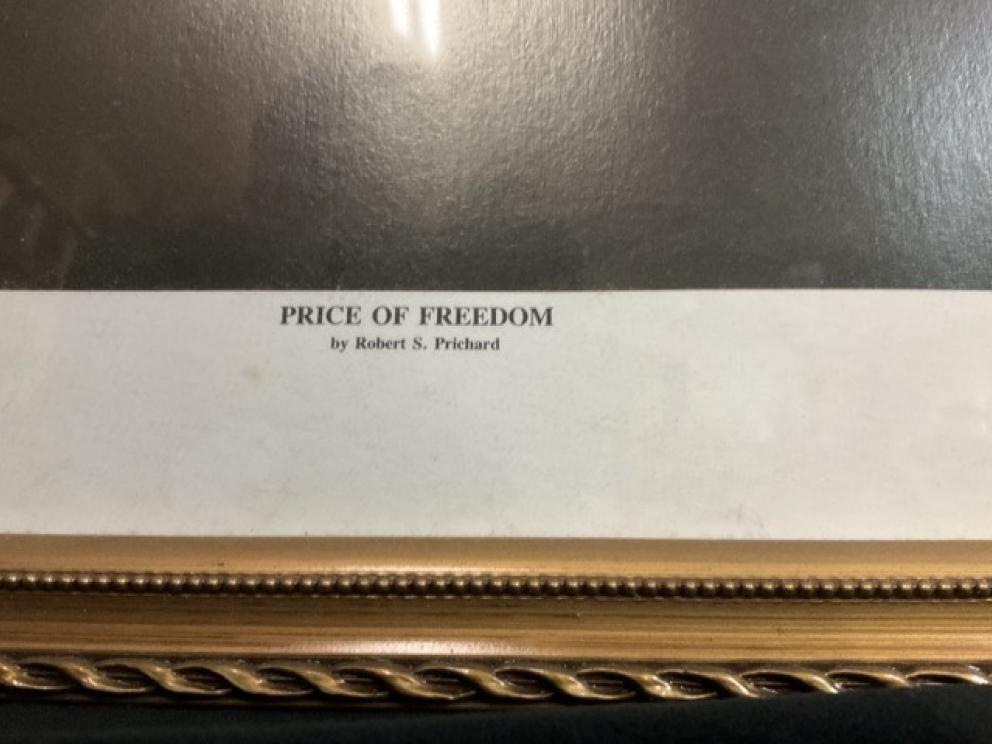 PRICE OF FREEDOM
by Robert S. Prichard